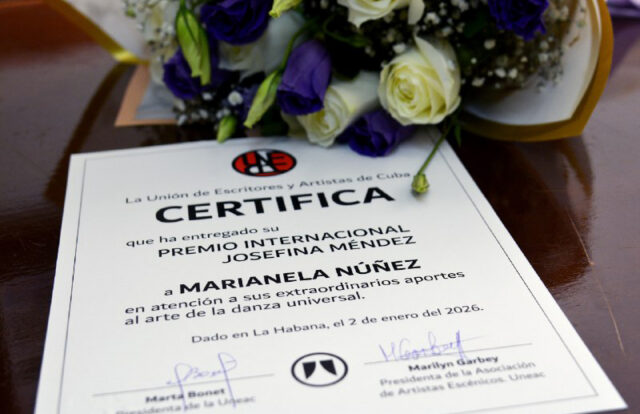 UNEAC
La Unión de Escritores y Artistas de Cuba
CERTIFICA
que ha entregado su
PREMIO INTERNACIONAL
JOSEFINA MÉNDEZ
a MARIANELA NÚÑEZ
en atención a sus extraordinarios aportes
al arte de la danza universal.
Dado en La Habana, el 2 de enero del 2026.
Marta Bonet
Presidenta de la Uneac
MGarbey
Marilyn Garbey
Presidenta de la Asociación
de Artistas Escénicos. Uneac